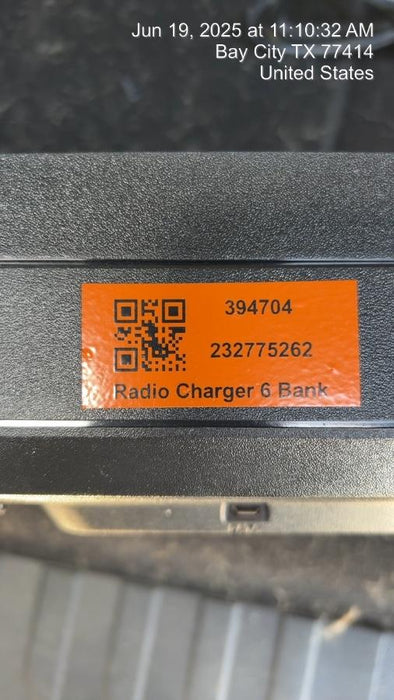 Jun 19, 2025 at 11:10:32 AM
Bay City TX 77414
United States
394704
232775262
Radio Charger 6 Bank